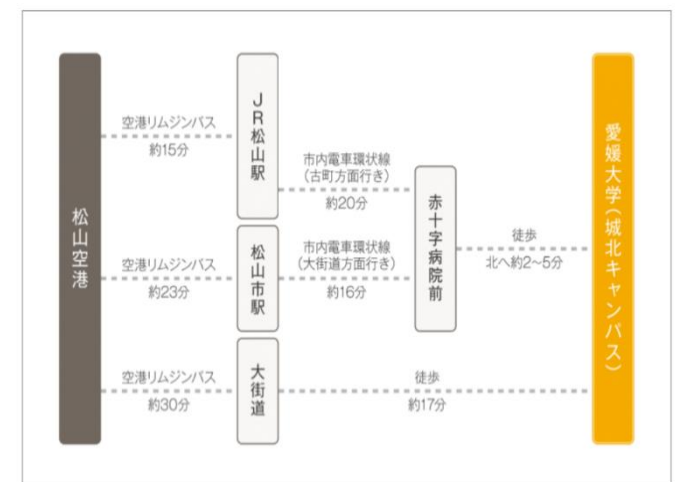 松山空港
空港リムジンバス
約15分
JR松山駅
市内電車環状線
（古町方面行き）
約20分
空港リムジンバス
約23分
松山市駅
市内電車環状線
（大街道方面行き）
約16分
赤十字病院前
徒歩
北へ約2～5分
空港リムジンバス
約30分
大街道
徒歩
約17分
愛媛大学（城北キャンパス）